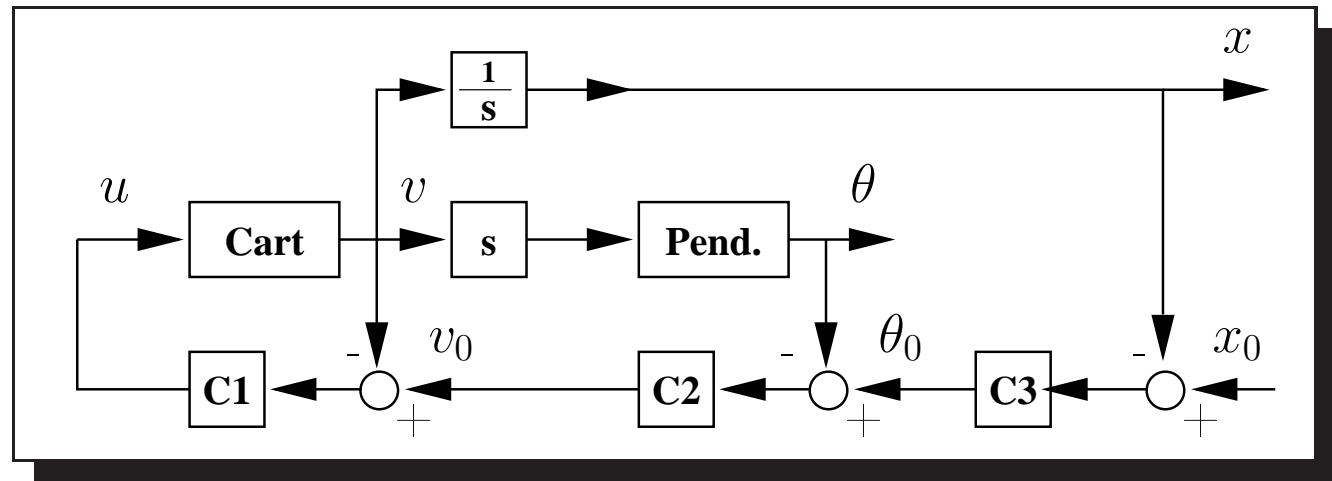 x
1
s
u
Cart
v
s
Pend.
θ
C1
-
v₀
+
C2
-
θ₀
+
C3
-
x₀
+